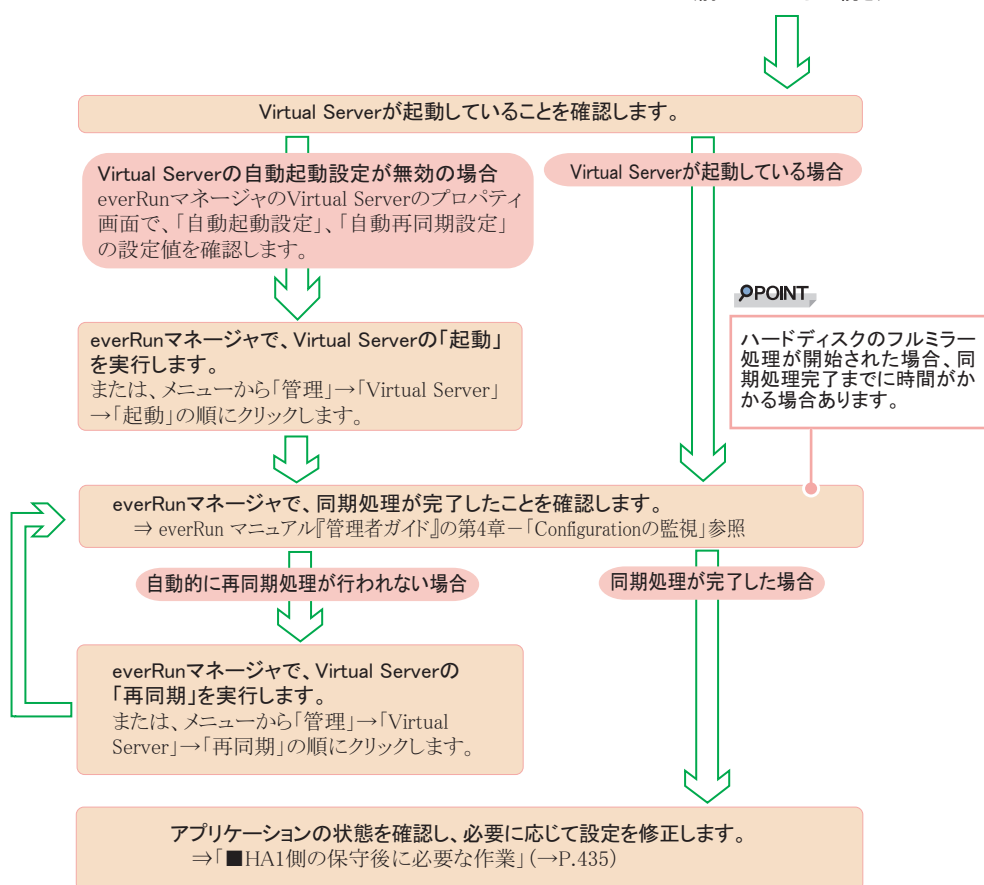 Virtual Serverが起動していることを確認します。
Virtual Serverの自動起動設定が無効の場合
everRunマネージャのVirtual Serverのプロパティ
画面で、「自動起動設定」、「自動再同期設定」
の設定値を確認します。
Virtual Serverが起動している場合
POINT
ハードディスクのフルミラー
処理が開始された場合、同
期処理完了までに時間がか
かる場合あります。
everRunマネージャで、Virtual Serverの「起動」
を実行します。
または、メニューから「管理」→「Virtual Server」
→「起動」の順にクリックします。
everRunマネージャで、同期処理が完了したことを確認します。
⇒ everRun マニュアル『管理者ガイド』の第4章－「Configurationの監視」参照
自動的に再同期処理が行われない場合
同期処理が完了した場合
everRunマネージャで、Virtual Serverの
「再同期」を実行します。
または、メニューから「管理」→「Virtual
Server」→「再同期」の順にクリックします。
アプリケーションの状態を確認し、必要に応じて設定を修正します。
⇒「■HA1側の保守後に必要な作業」（→P.435）